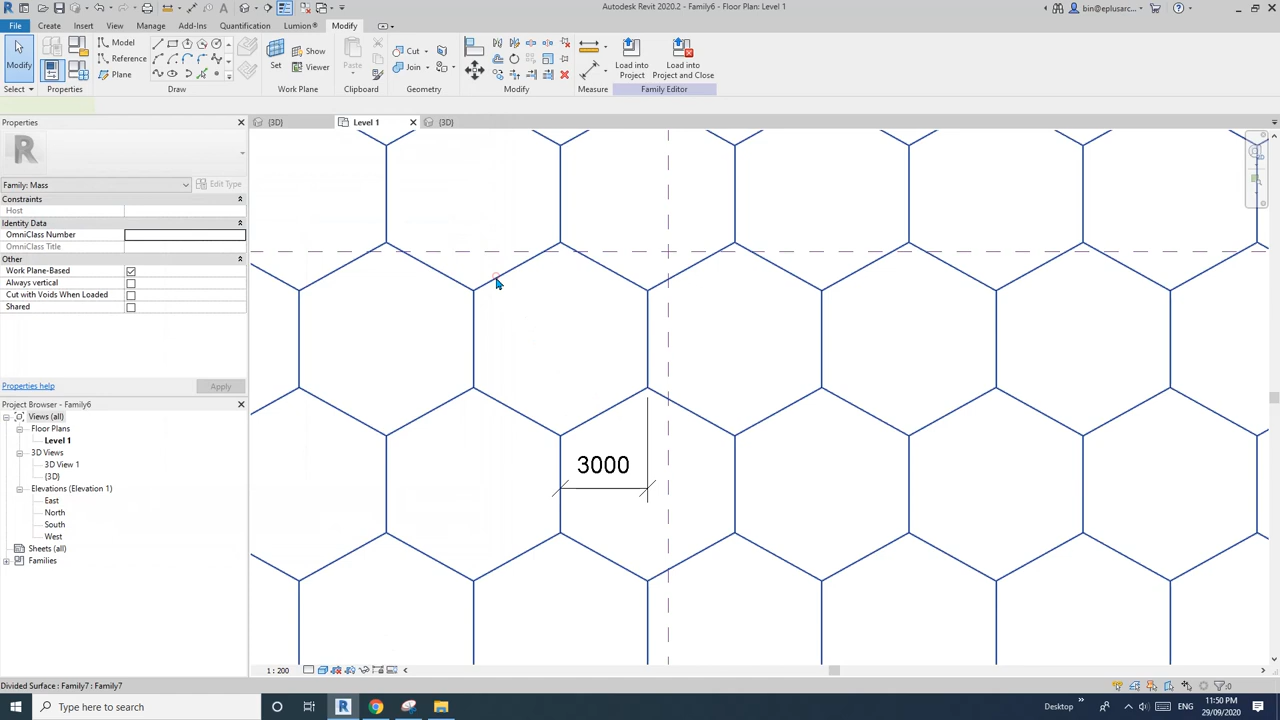 Autodesk Revit 2020.2 - Family6 - Floor Plan: Level 1
bin@eplusarc...
File Create Insert View Manage Add-Ins Quantification Lumion® Modify
Modify
Model
Reference
Plane
Set
Show
Viewer
Paste
Cut
Join
Load into
Project
Load into
Project and Close
Select Properties Draw Work Plane Clipboard Geometry Modify Measure Family Editor
Properties
{3D}
Level 1
{3D}
R
Family: Mass
Edit Type
Constraints
Host
Identity Data
OmniClass Number
OmniClass Title
Other
Work Plane-Based
Always vertical
Cut with Voids When Loaded
Shared
Properties help
Apply
Project Browser - Family6
Views (all)
Floor Plans
Level 1
3D Views
3D View 1
{3D}
Elevations (Elevation 1)
East
North
South
West
Sheets (all)
Families
3000
1 : 200
Divided Surface : Family7 : Family7
:0
Type here to search
Desktop
ENG
11:50 PM
29/09/2020